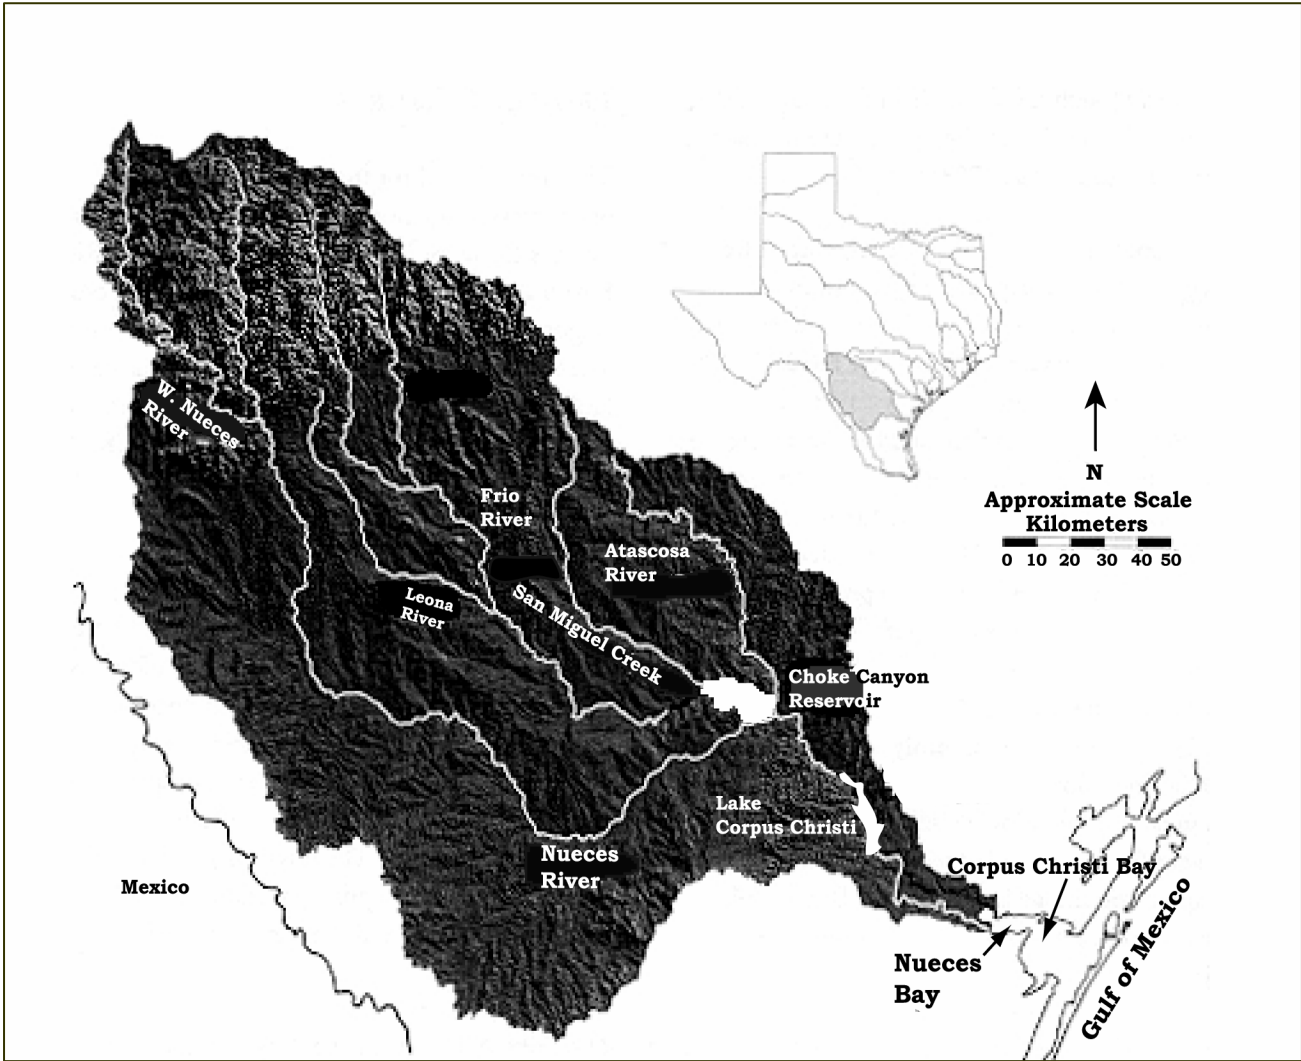 W. Nueces
River
N
Approximate Scale
Kilometers
0 10 20 30 40 50
Frio
River
Atascosa
River
Leona
River
San Miguel Creek
Choke Canyon
Reservoir
Lake
Corpus Christi
Nueces
River
Corpus Christi Bay
Mexico
Nueces
Bay
Gulf of Mexico